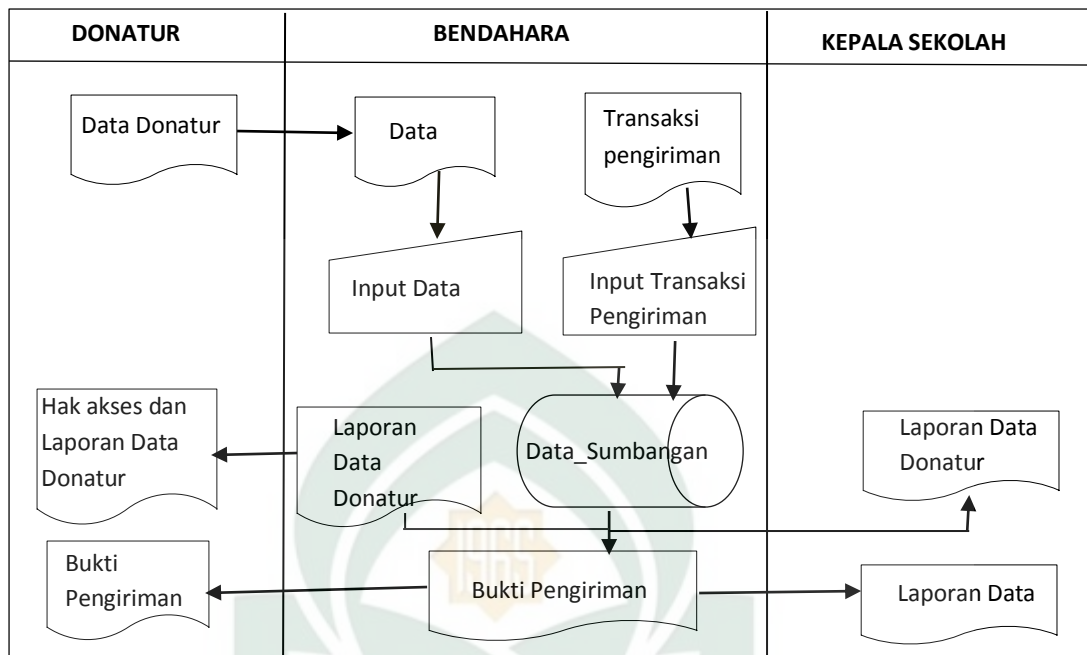 DONATUR
BENDAHARA
KEPALA SEKOLAH
Data Donatur
Data
Transaksi
pengiriman
Input Data
Input Transaksi
Pengiriman
Hak akses dan
Laporan Data
Donatur
Laporan
Data
Donatur
Data_Sumbangan
Laporan Data
Donatur
Bukti
Pengiriman
Bukti Pengiriman
Laporan Data